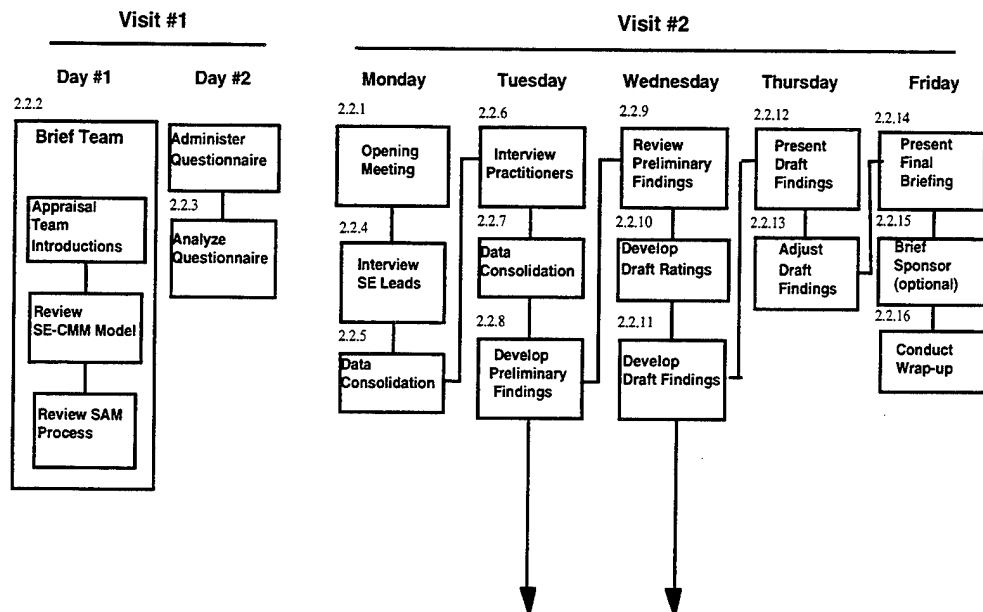 Visit #1
Day #1
2.2.2
Brief Team
Appraisal
Team
Introductions
Review
SE-CMM Model
Review SAM
Process
Day #2
Administer
Questionnaire
2.2.3
Analyze
Questionnaire
Visit #2
Monday
2.2.1
Opening
Meeting
2.2.4
Interview
SE Leads
2.2.5
Data
Consolidation
Tuesday
2.2.6
Interview
Practitioners
2.2.7
Data
Consolidation
2.2.8
Develop
Preliminary
Findings
Wednesday
2.2.9
Review
Preliminary
Findings
2.2.10
Develop
Draft Ratings
2.2.11
Develop
Draft Findings
Thursday
2.2.12
Present
Draft
Findings
2.2.13
Adjust
Draft
Findings
Friday
2.2.14
Present
Final
Briefing
2.2.15
Brief
Sponsor
(optional)
2.2.16
Conduct
Wrap-up